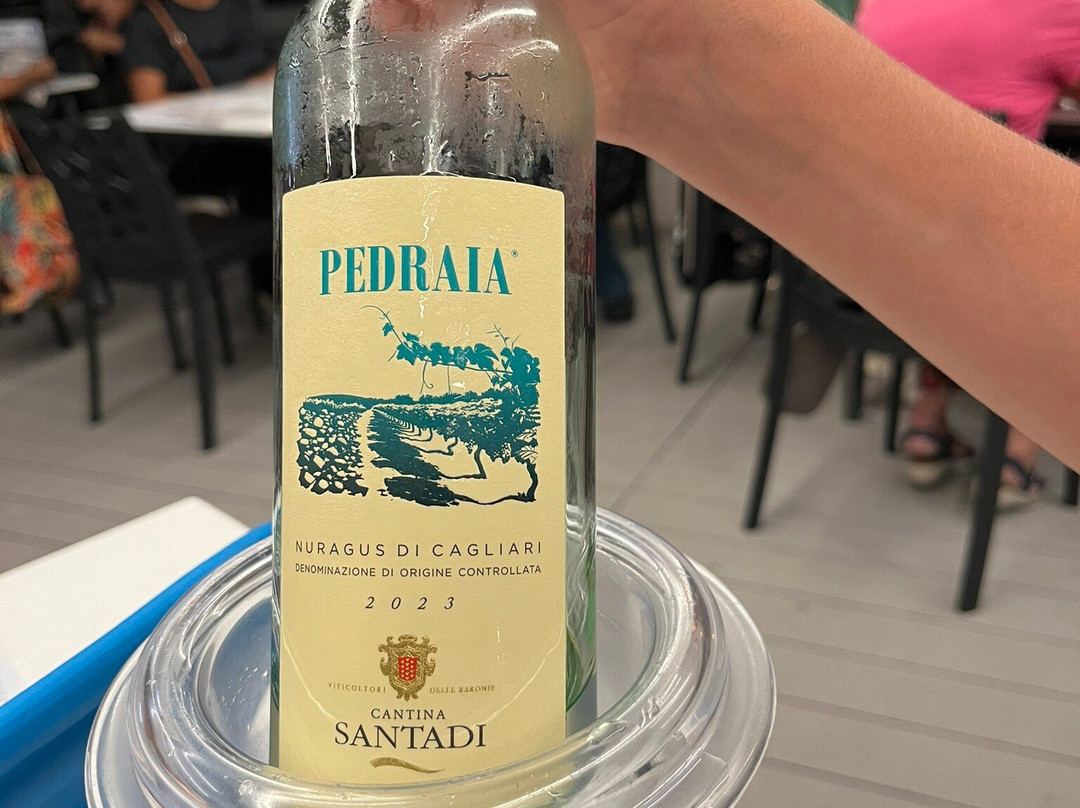 PEDRAIA®
NURAGUS DI CAGLIARI
DENOMINAZIONE DI ORIGINE CONTROLLATA
2023
VITICOLTORI DELLE BARONIE
CANTINA
SANTADI